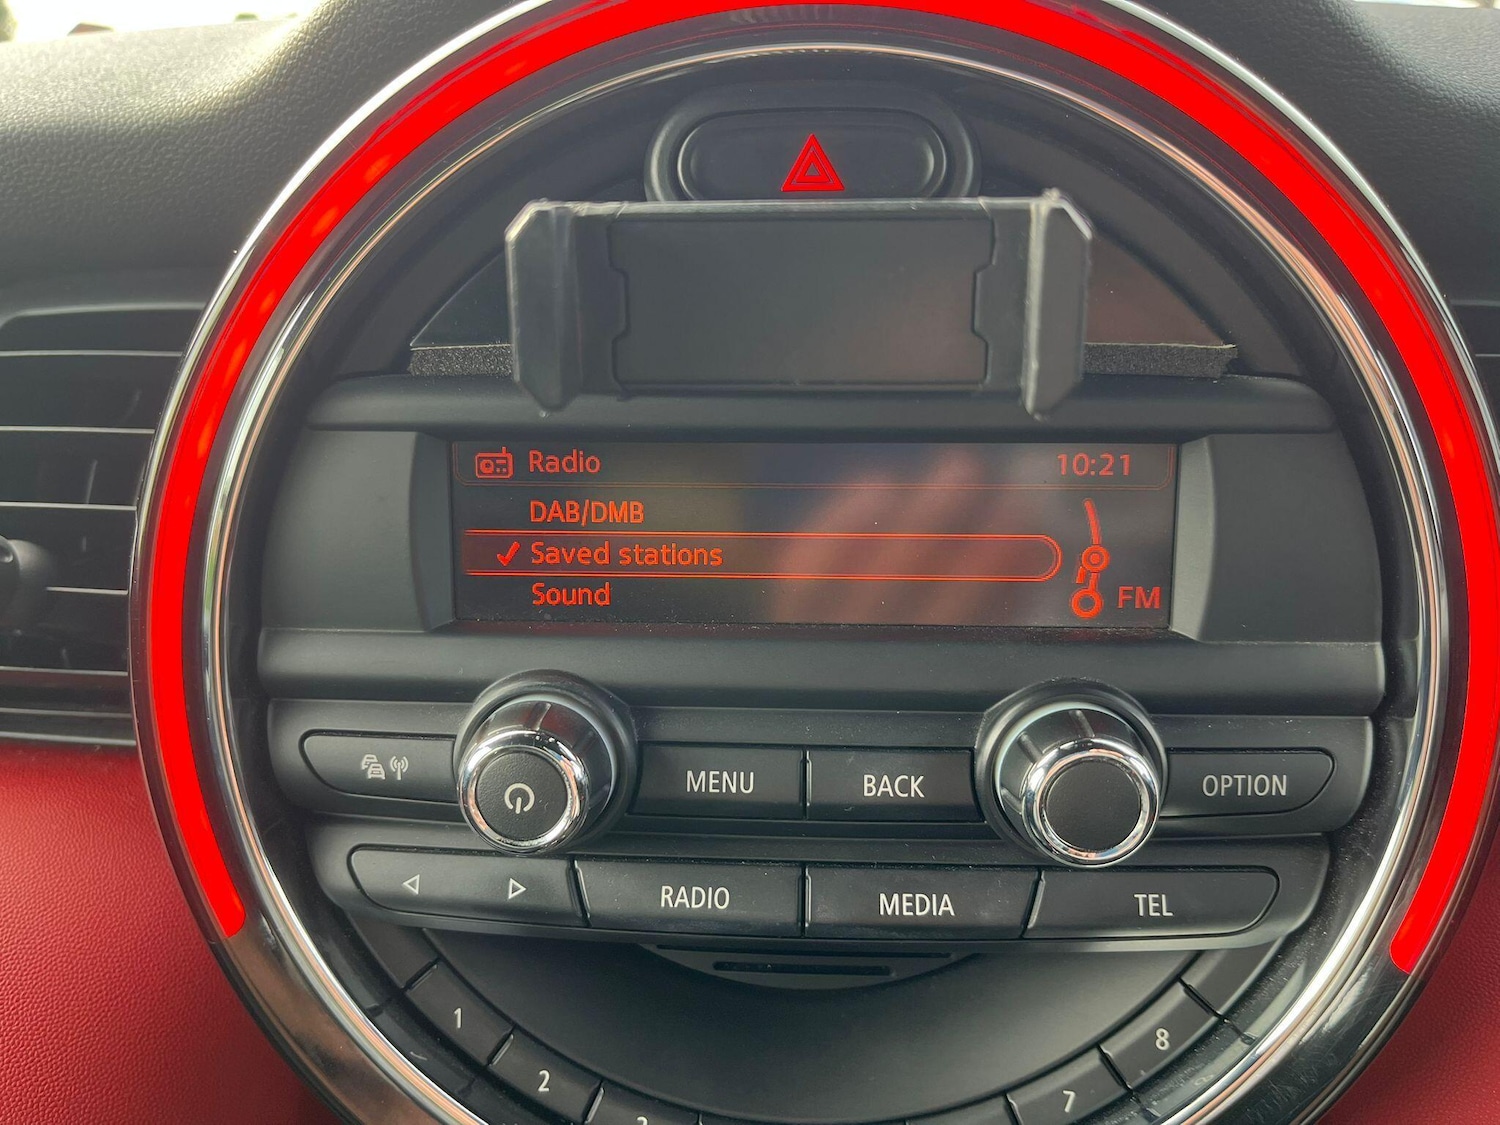 Radio 10:21
DAB/DMB
Saved stations
Sound FM
MENU BACK OPTION
RADIO MEDIA TEL
1 8
2 7
3